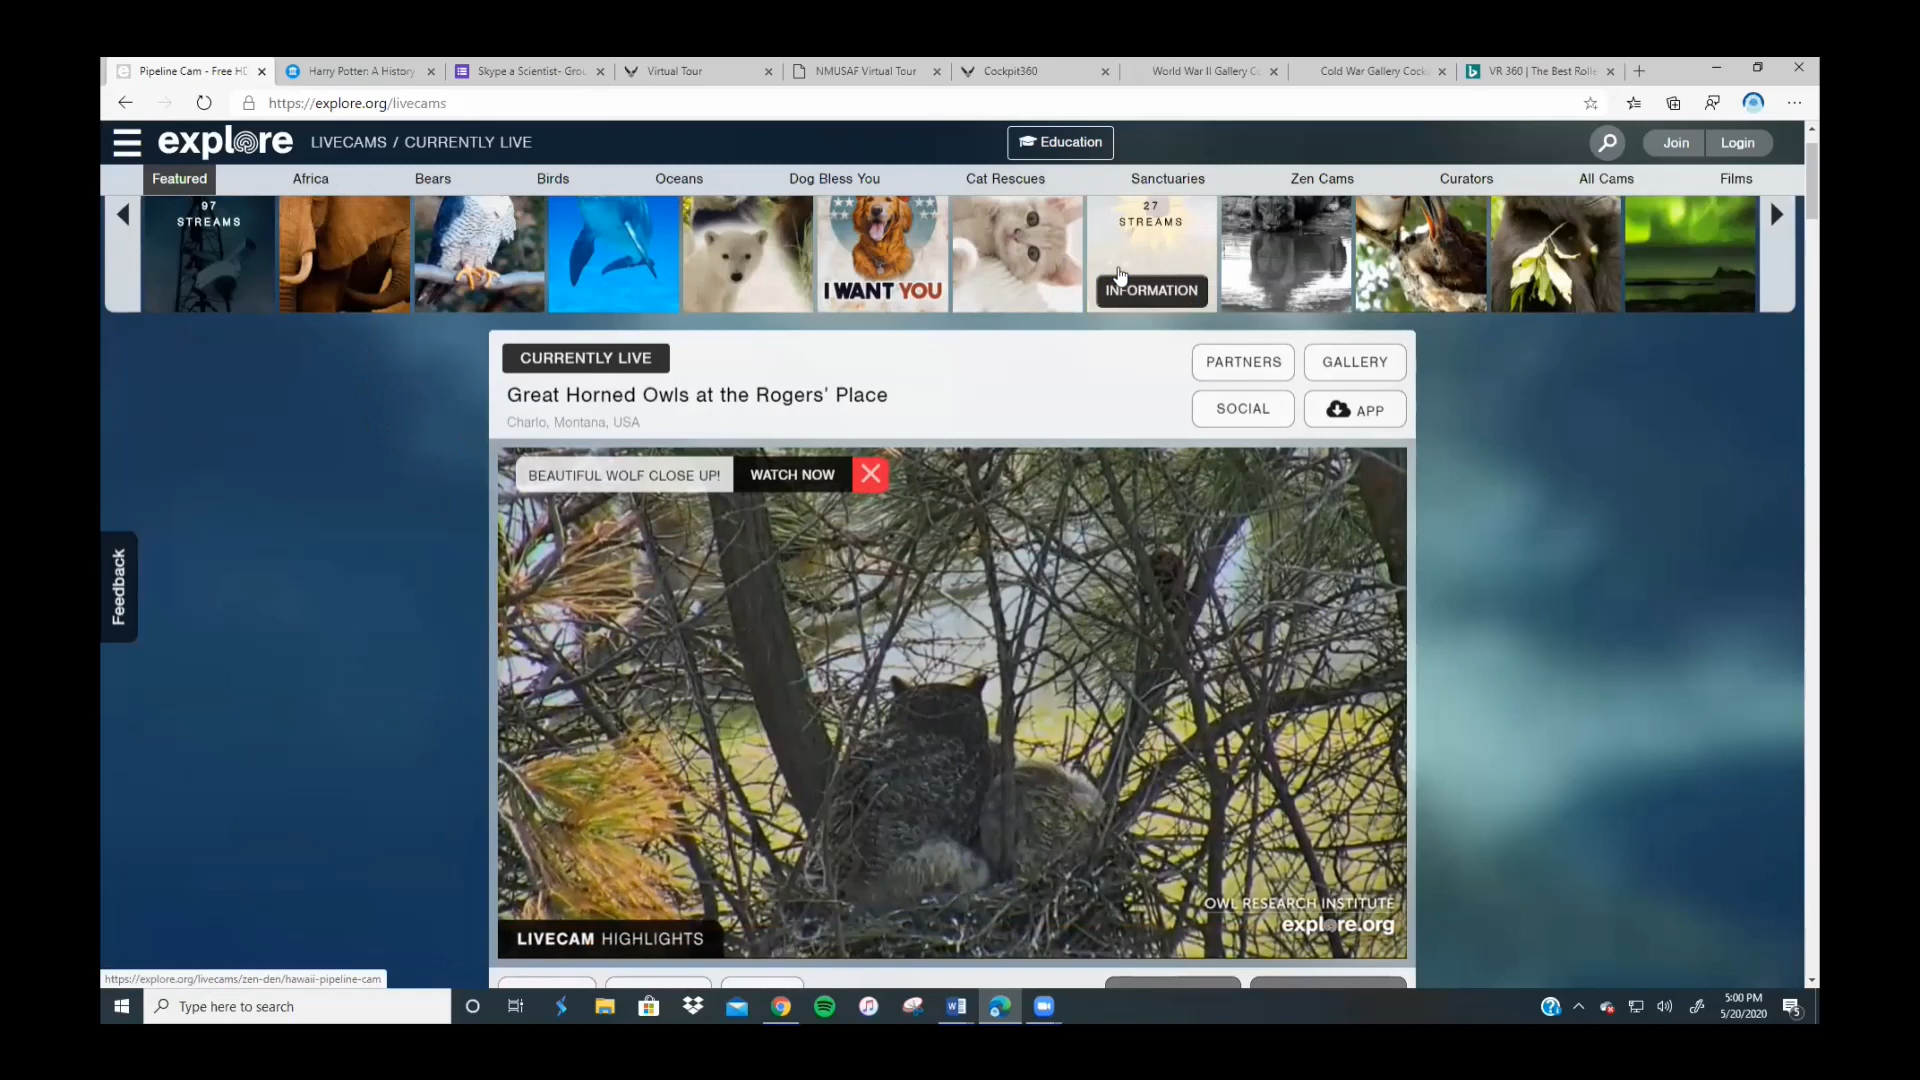 Pipeline Cam - Free HD
Harry Potter: A History
Skype a Scientist- Grou
Virtual Tour
NMUSAF Virtual Tour
Cockpit360
World War II Gallery Co
Cold War Gallery Cock
VR 360 | The Best Rolle
https://explore.org/livecams
explore
LIVECAMS / CURRENTLY LIVE
Education
Join
Login
Featured
Africa
Bears
Birds
Oceans
Dog Bless You
Cat Rescues
Sanctuaries
Zen Cams
Curators
All Cams
Films
97
STREAMS
I WANT YOU
27
STREAMS
INFORMATION
CURRENTLY LIVE
Great Horned Owls at the Rogers’ Place
Charlo, Montana, USA
PARTNERS
GALLERY
SOCIAL
APP
BEAUTIFUL WOLF CLOSE UP!
WATCH NOW
Feedback
OWL RESEARCH INSTITUTE
explore.org
LIVECAM HIGHLIGHTS
https://explore.org/livecams/zen-den/hawaii-pipeline-cam
Type here to search
5:00 PM
5/20/2020
5